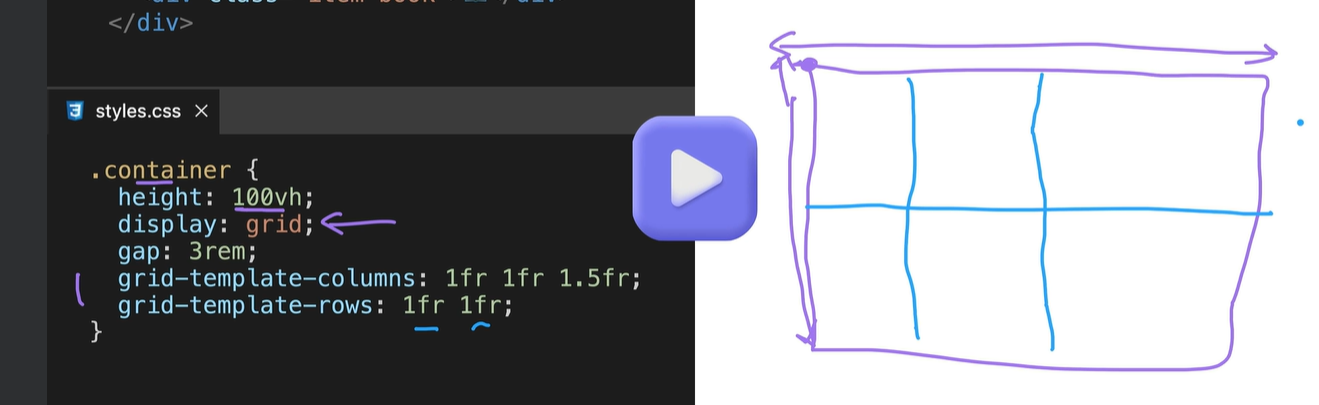 </div>
styles.css
.container {
height: 100vh;
display: grid;
gap: 3rem;
grid-template-columns: 1fr 1fr 1.5fr;
grid-template-rows: 1fr 1fr;
}